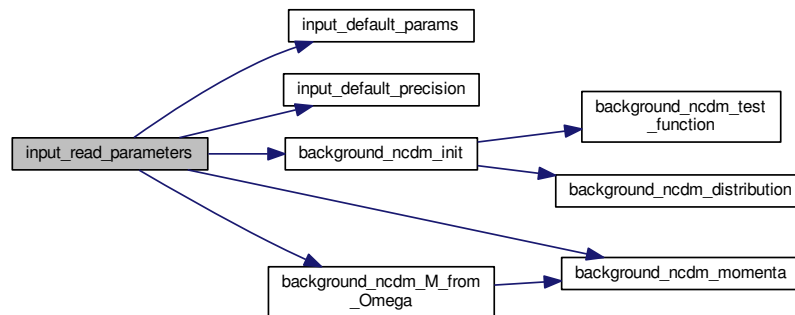 input_default_params
input_default_precision
background_ncdm_test
_function
input_read_parameters
background_ncdm_init
background_ncdm_distribution
background_ncdm_momenta
background_ncdm_M_from
_Omega